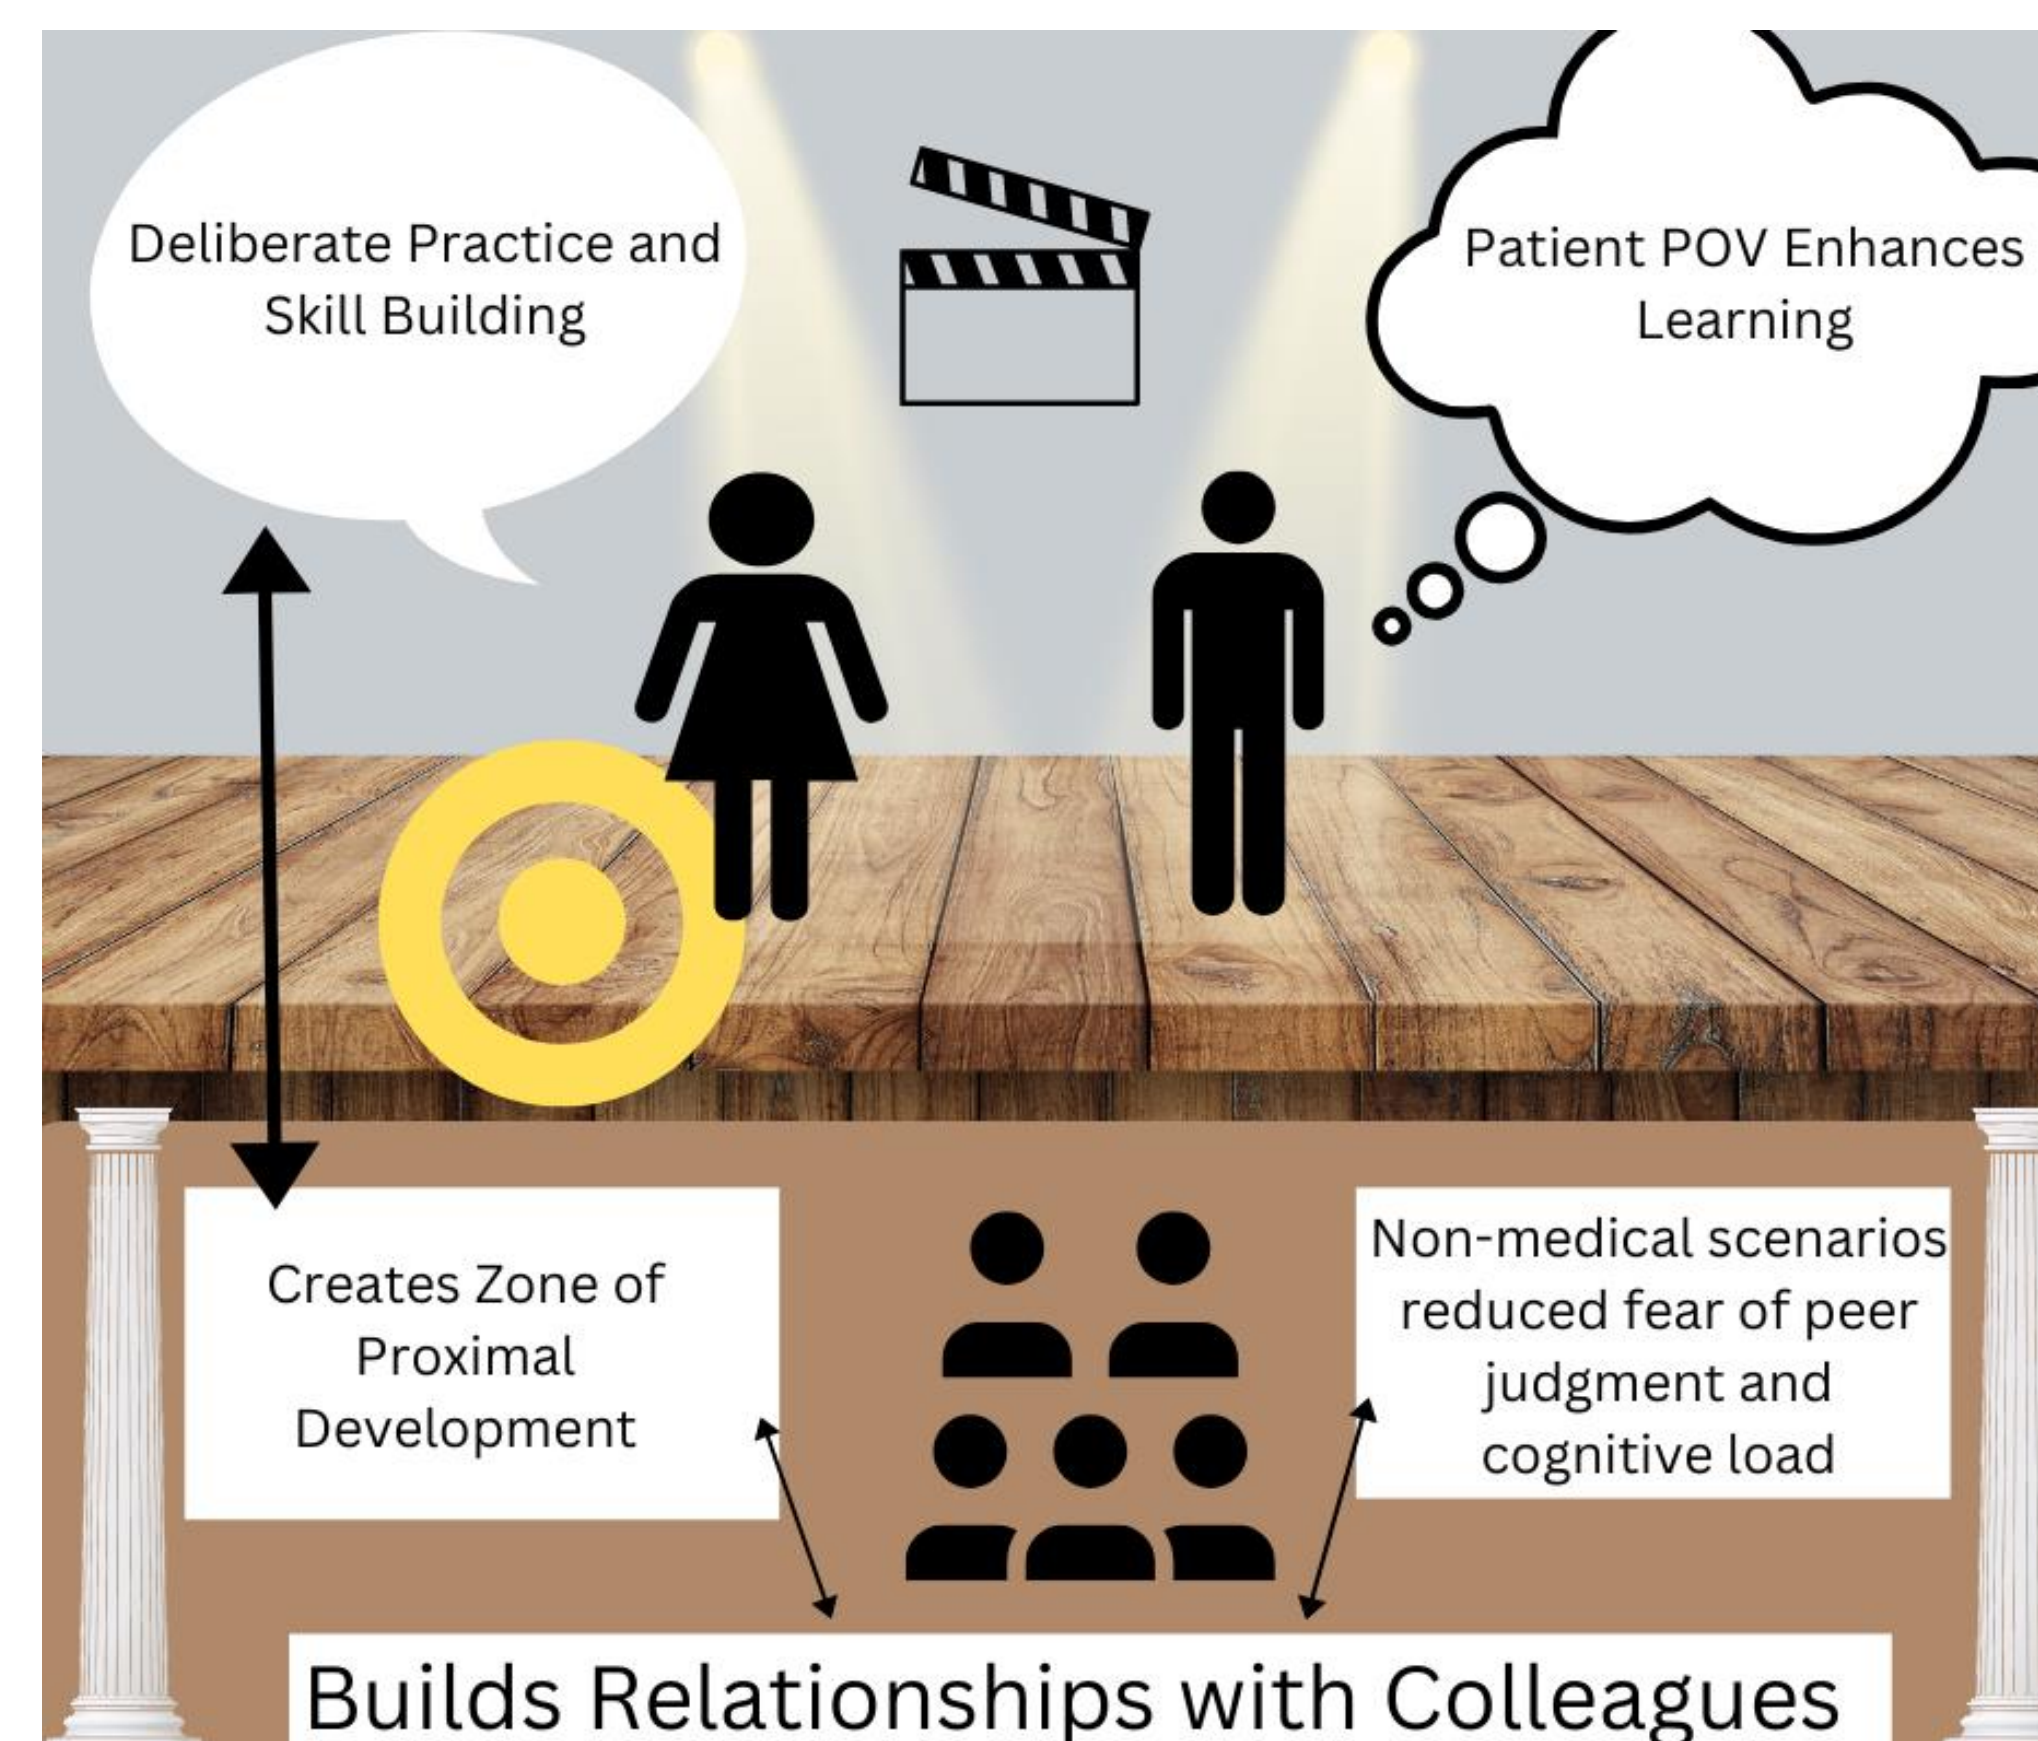 Deliberate Practice and
Skill Building
Patient POV Enhances
Learning
Creates Zone of
Proximal
Development
Non-medical scenarios
reduced fear of peer
judgment and
cognitive load
Builds Relationships with Colleagues